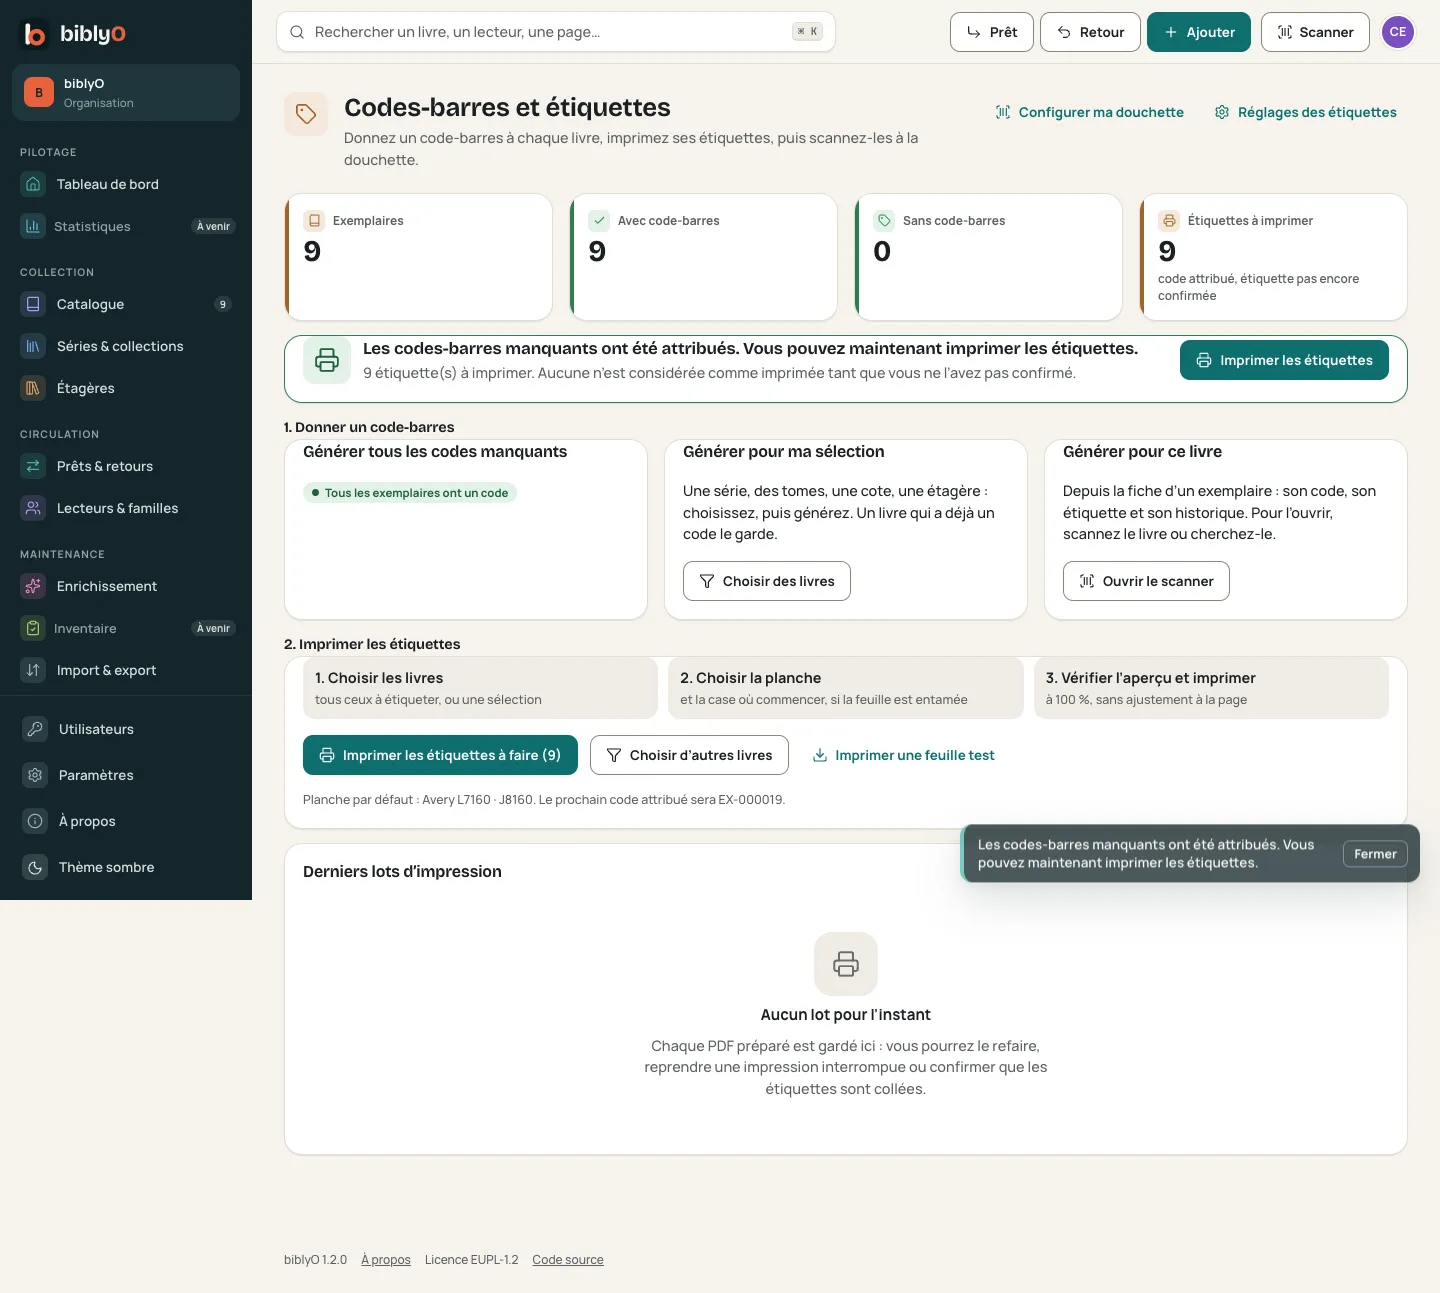 biblyO
B
biblyO
Organisation
PILOTAGE
Tableau de bord
Statistiques
À venir
COLLECTION
Catalogue
9
Séries & collections
Étagères
CIRCULATION
Prêts & retours
Lecteurs & familles
MAINTENANCE
Enrichissement
Inventaire
À venir
Import & export
Utilisateurs
Paramètres
À propos
Thème sombre
Rechercher un livre, un lecteur, une page…
⌘ K
Prêt
Retour
Ajouter
Scanner
CE
Codes-barres et étiquettes
Donnez un code-barres à chaque livre, imprimez ses étiquettes, puis scannez-les à la
douchette.
Configurer ma douchette
Réglages des étiquettes
Exemplaires
9
Avec code-barres
9
Sans code-barres
0
Étiquettes à imprimer
9
code attribué, étiquette pas encore
confirmée
Les codes-barres manquants ont été attribués. Vous pouvez maintenant imprimer les étiquettes.
9 étiquette(s) à imprimer. Aucune n’est considérée comme imprimée tant que vous ne l’avez pas confirmé.
Imprimer les étiquettes
1. Donner un code-barres
Générer tous les codes manquants
Tous les exemplaires ont un code
Générer pour ma sélection
Une série, des tomes, une cote, une étagère :
choisissez, puis générez. Un livre qui a déjà un
code le garde.
Choisir des livres
Générer pour ce livre
Depuis la fiche d’un exemplaire : son code, son
étiquette et son historique. Pour l’ouvrir,
scannez le livre ou cherchez-le.
Ouvrir le scanner
2. Imprimer les étiquettes
1. Choisir les livres
tous ceux à étiqueter, ou une sélection
2. Choisir la planche
et la case où commencer, si la feuille est entamée
3. Vérifier l’aperçu et imprimer
à 100 %, sans ajustement à la page
Imprimer les étiquettes à faire (9)
Choisir d’autres livres
Imprimer une feuille test
Planche par défaut : Avery L7160 · J8160. Le prochain code attribué sera EX-000019.
Les codes-barres manquants ont été attribués. Vous
pouvez maintenant imprimer les étiquettes.
Fermer
Derniers lots d’impression
Aucun lot pour l’instant
Chaque PDF préparé est gardé ici : vous pourrez le refaire,
reprendre une impression interrompue ou confirmer que les
étiquettes sont collées.
biblyO 1.2.0
À propos
Licence EUPL-1.2
Code source